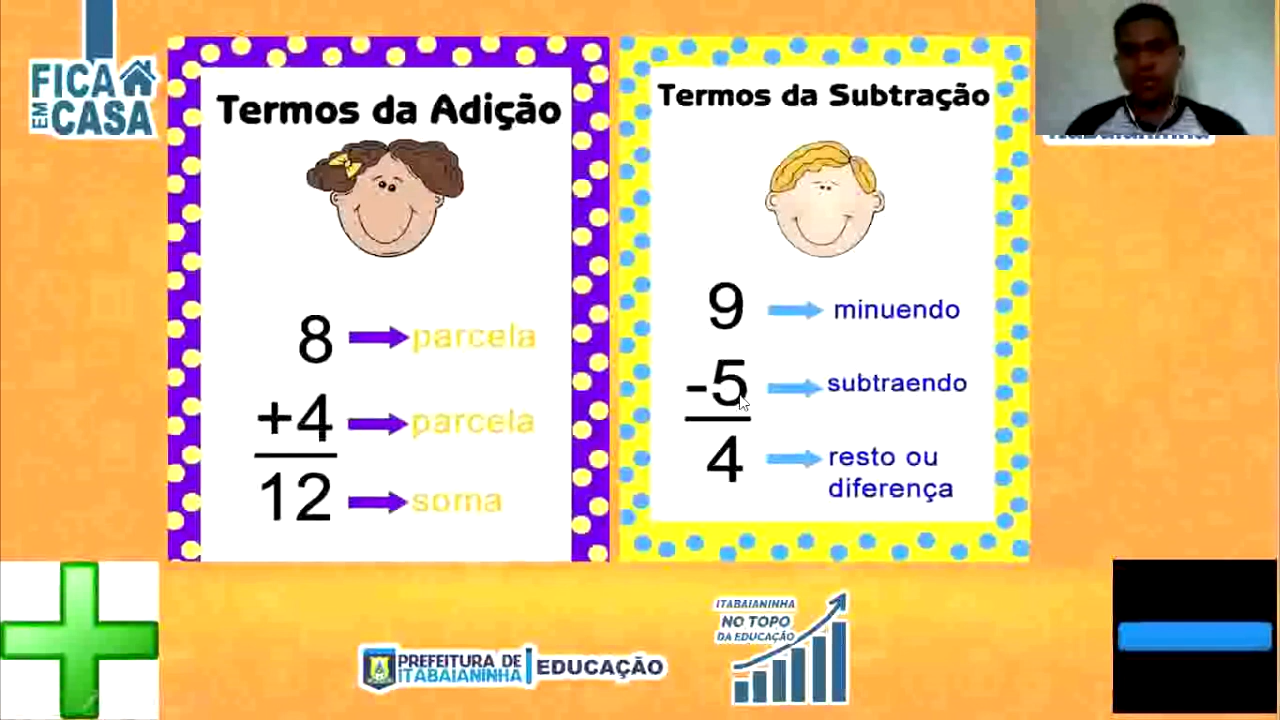 FICA
EM CASA
Termos da Adição
8 parcela
+4 parcela
12 soma
Termos da Subtração
9 minuendo
-5 subtraendo
4 resto ou
diferença
PREFEITURA DE
ITABAIANINHA
EDUCAÇÃO
ITABAIANINHA
NO TOPO
DA EDUCAÇÃO